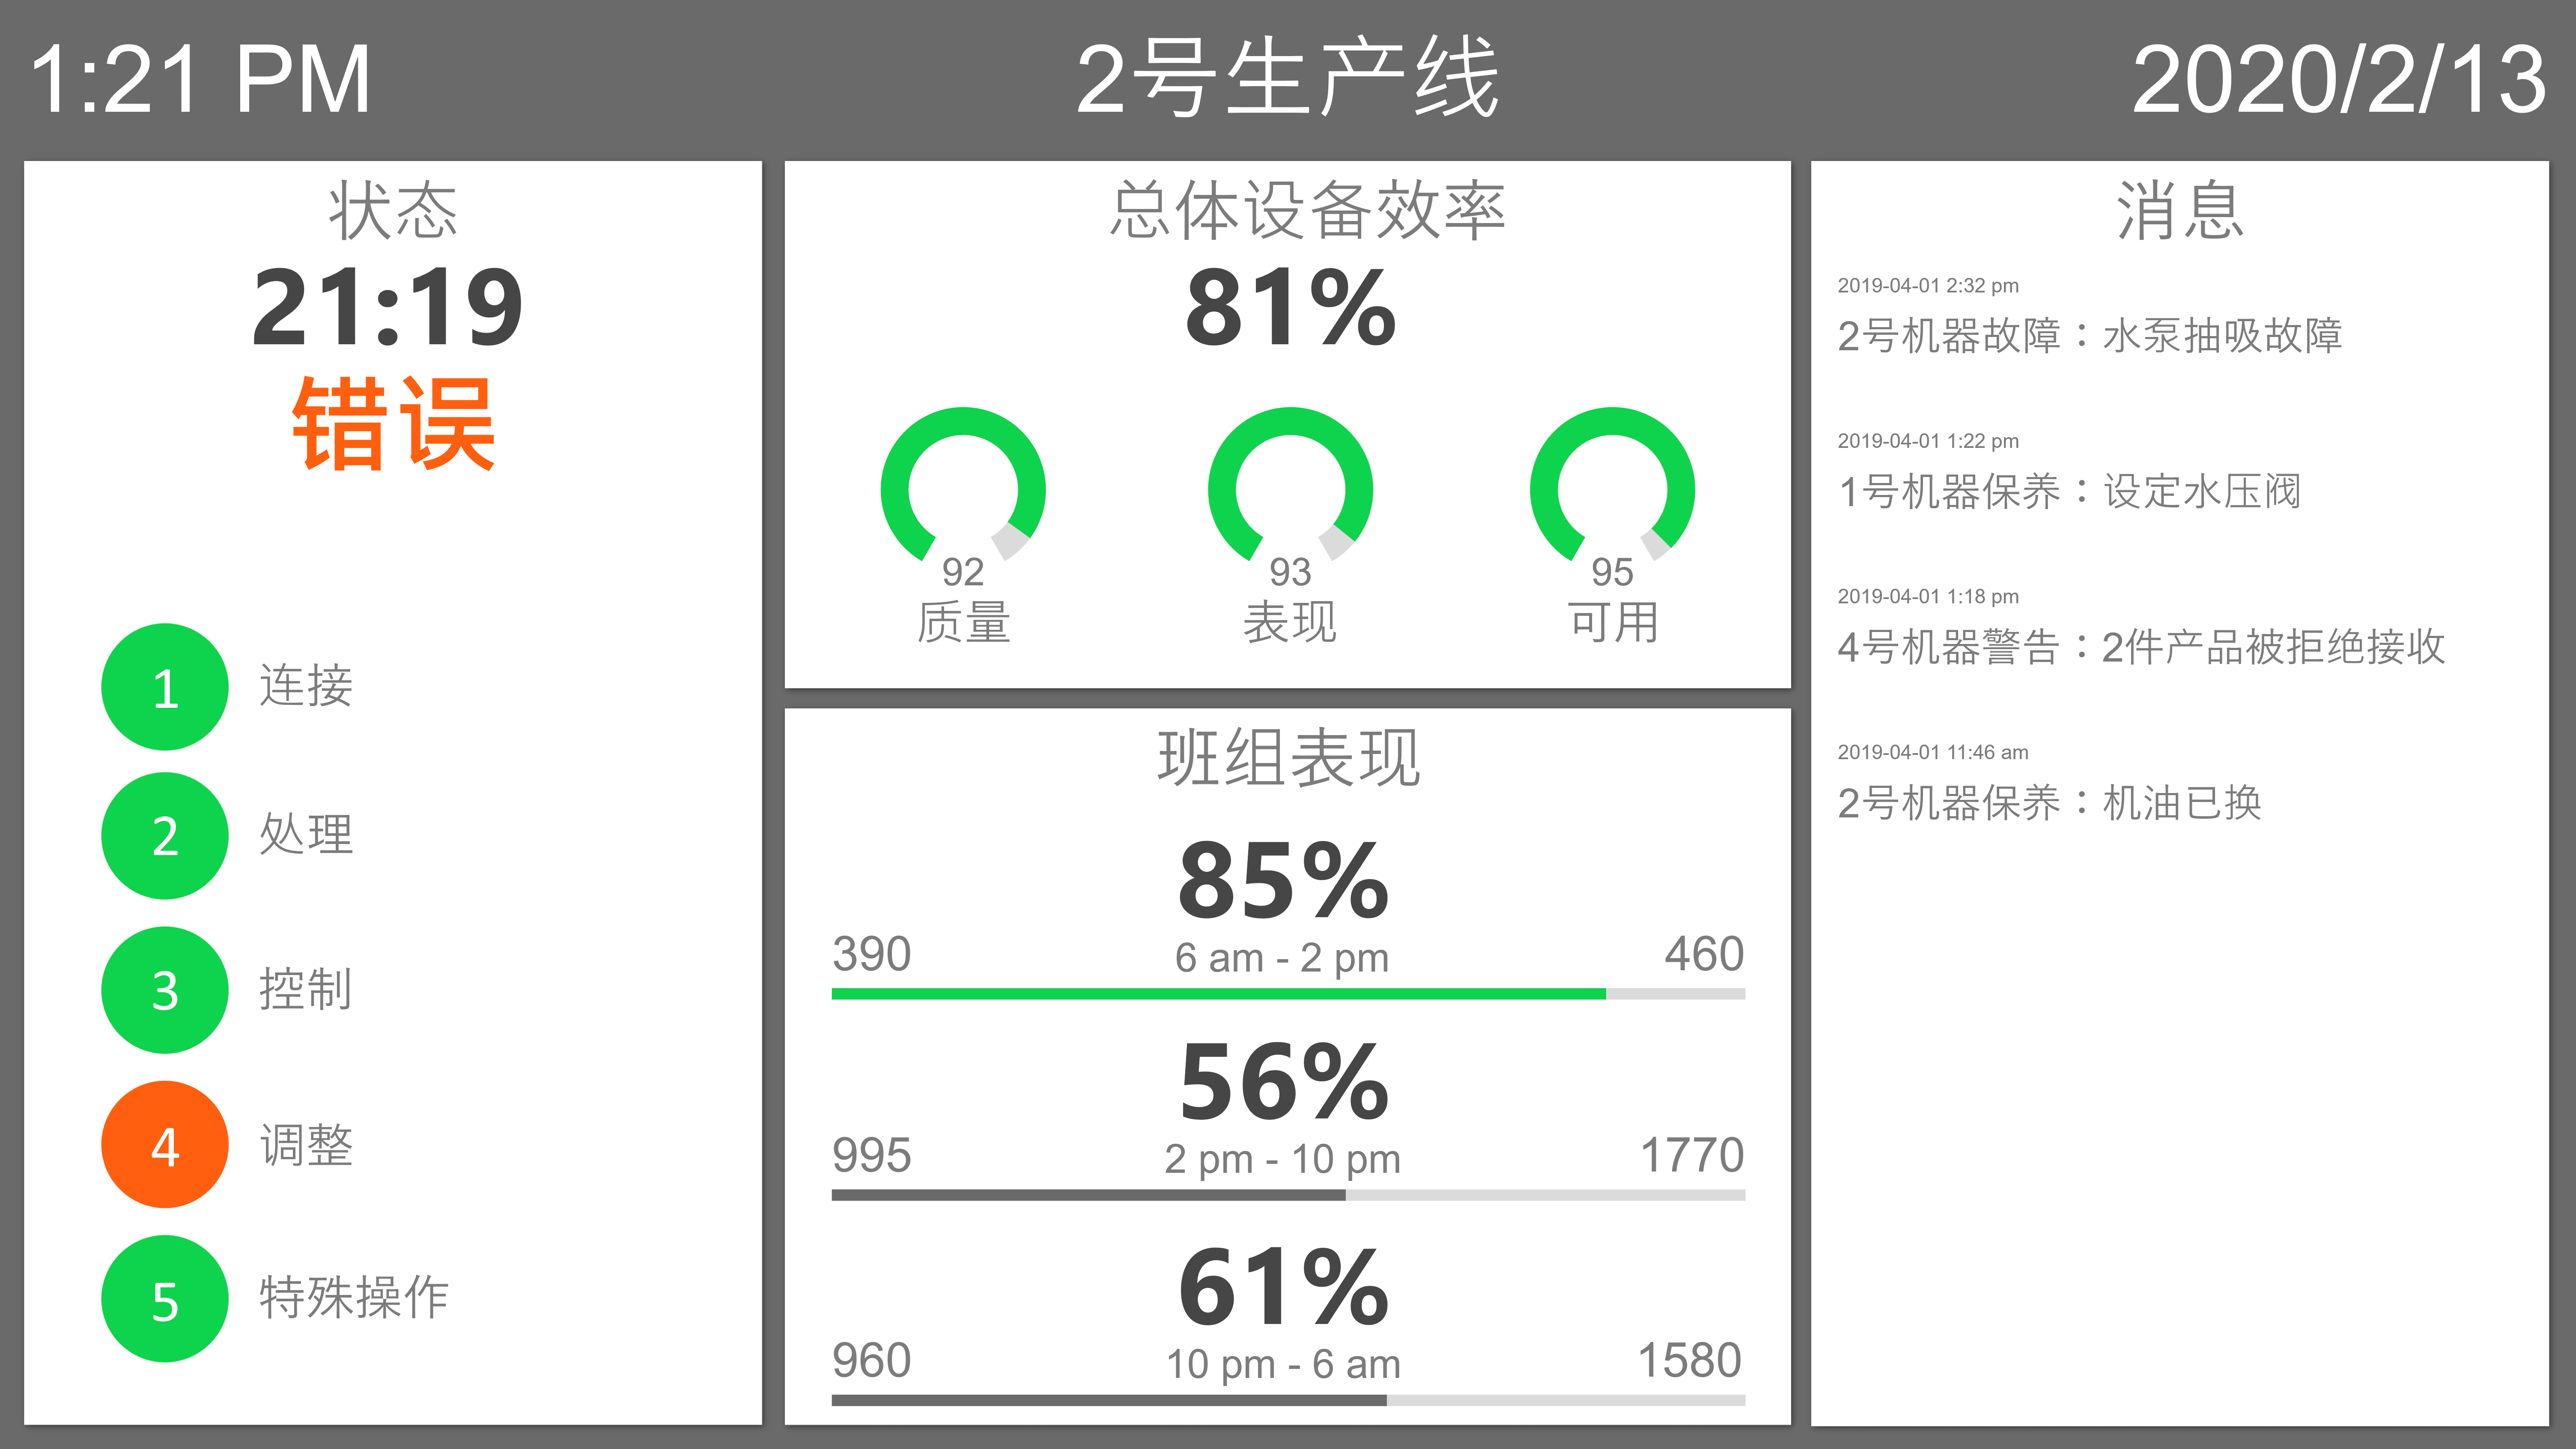 1:21 PM
2号生产线
2020/2/13
状态
21:19
错误
1 连接
2 处理
3 控制
4 调整
5 特殊操作
总体设备效率
81%
92
质量
93
表现
95
可用
班组表现
85%
390 6 am - 2 pm 460
56%
995 2 pm - 10 pm 1770
61%
960 10 pm - 6 am 1580
消息
2019-04-01 2:32 pm
2号机器故障：水泵抽吸故障
2019-04-01 1:22 pm
1号机器保养：设定水压阀
2019-04-01 1:18 pm
4号机器警告：2件产品被拒绝接收
2019-04-01 11:46 am
2号机器保养：机油已换